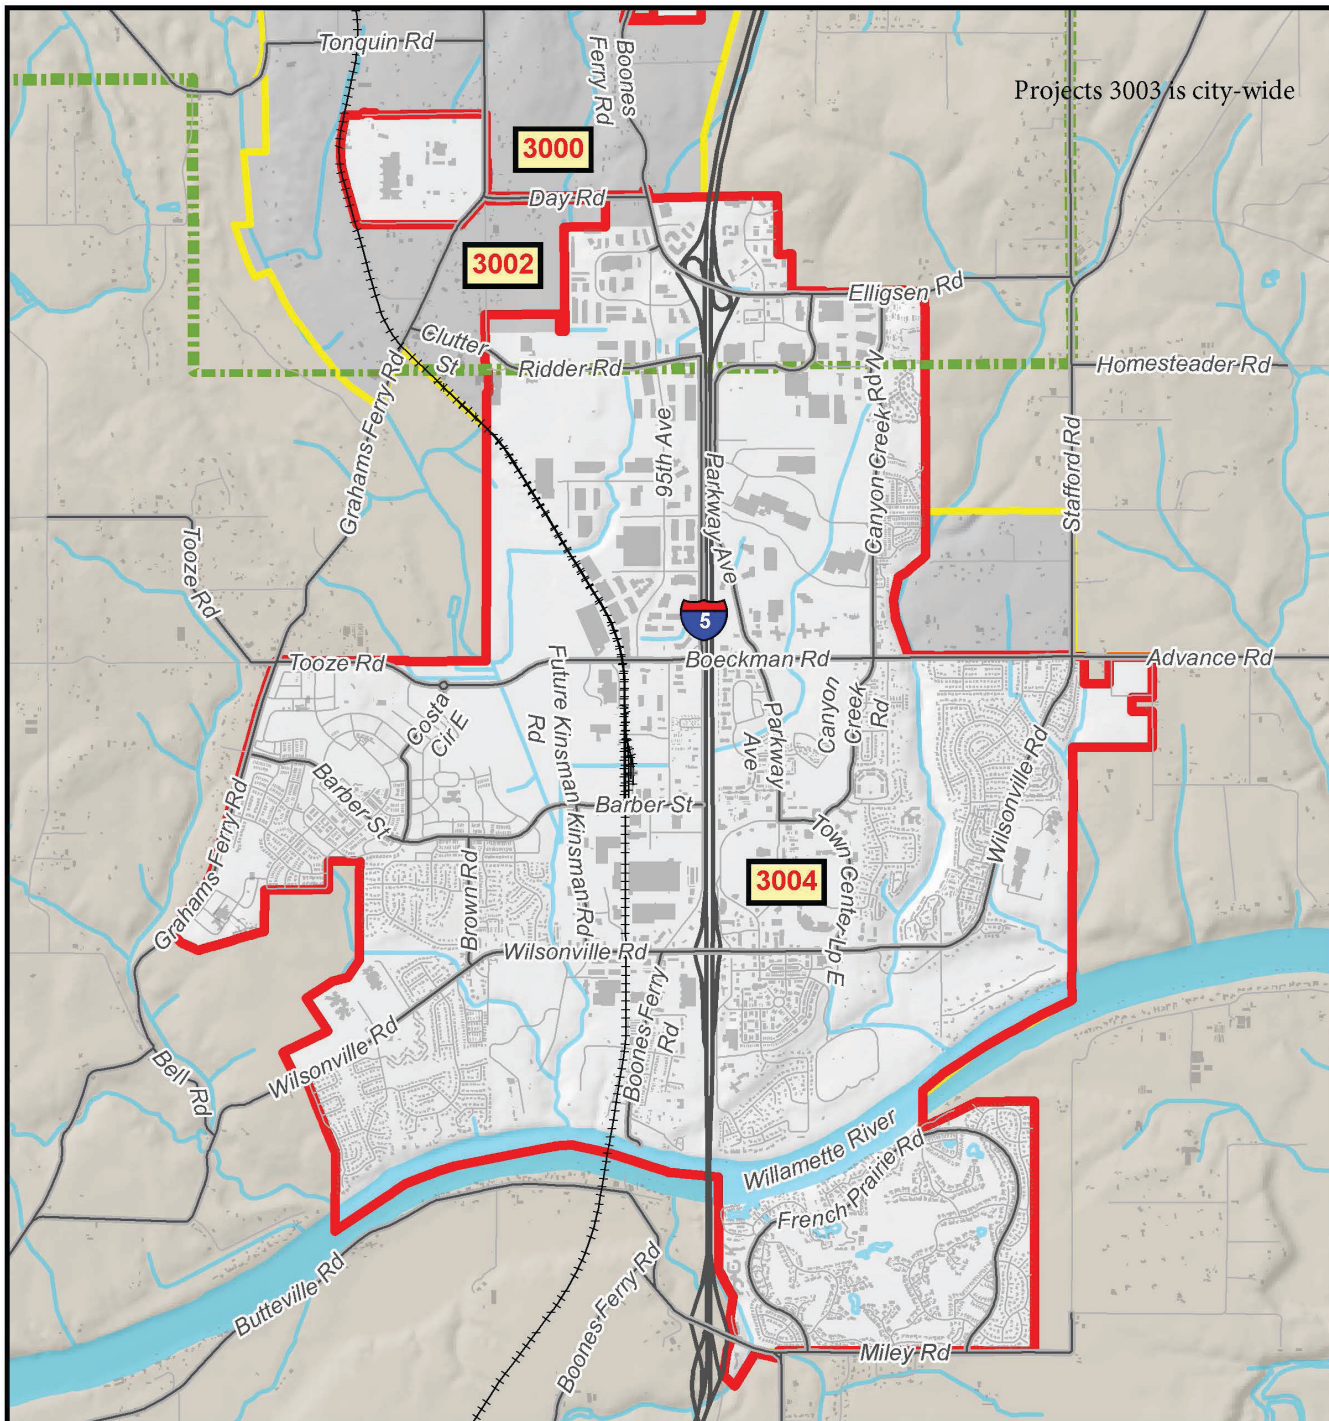 Tonquin Rd
Boones
Ferry Rd
Projects 3003 is city-wide
3000
Day Rd
3002
Elligsen Rd
Clutter
St
Ridder Rd
Homesteader Rd
Grahams Ferry Rd
95th Ave
Parkway Ave
Canyon Creek Rd N
Stafford Rd
Tooze Rd
5
Tooze Rd
Boeckman Rd
Advance Rd
Future Kinsman
Rd
Costa
Cir E
Canyon
Creek
Rd
Parkway
Ave
Wilsonville Rd
Barber St
Barber St
Grahams Ferry Rd
Kinsman Rd
Town Center Lp E
3004
Brown Rd
Wilsonville Rd
Boones Ferry
Rd
Wilsonville Rd
Bell Rd
Willamette River
French Prairie Rd
Butteville Rd
Boones Ferry Rd
Miley Rd